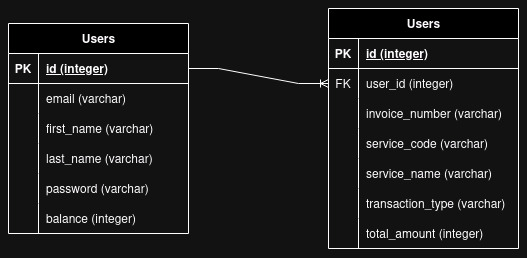 Users
PK id (integer)
email (varchar)
first_name (varchar)
last_name (varchar)
password (varchar)
balance (integer)
Users
PK id (integer)
FK user_id (integer)
invoice_number (varchar)
service_code (varchar)
service_name (varchar)
transaction_type (varchar)
total_amount (integer)